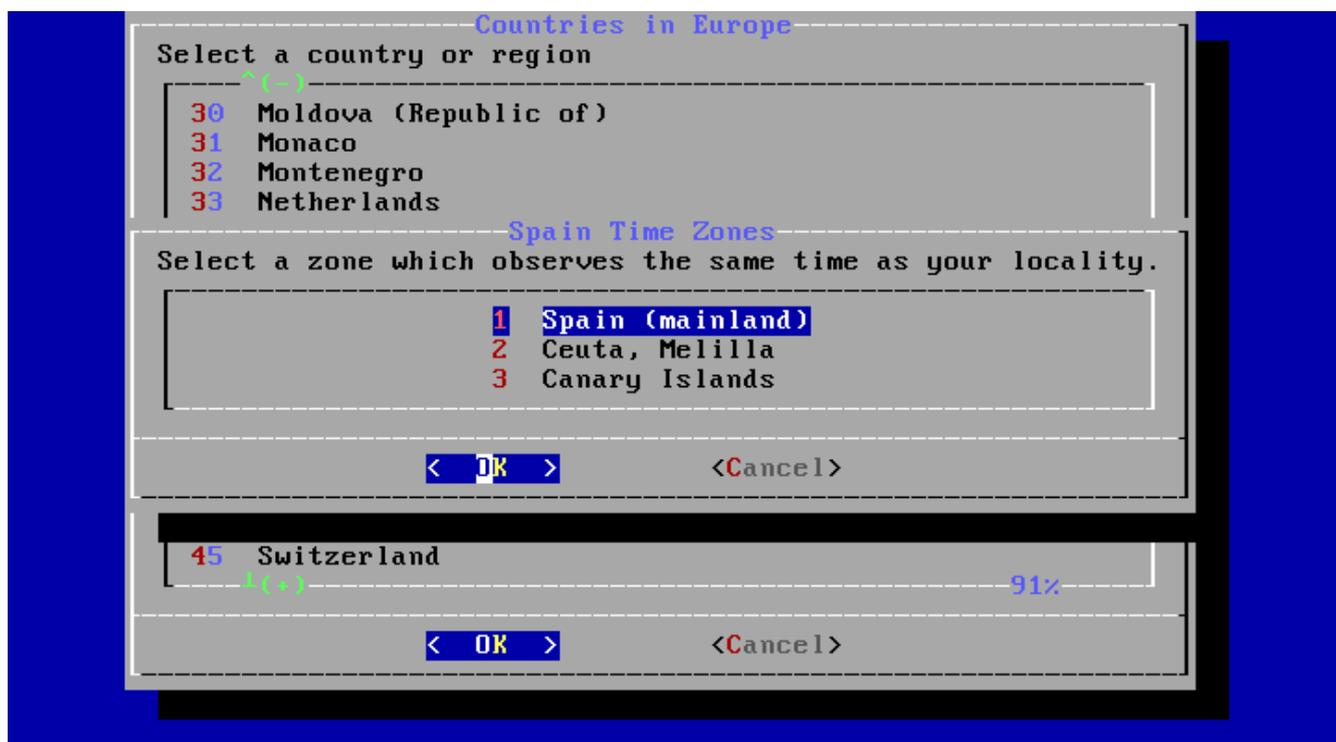 Countries in Europe
Select a country or region
^(-)
30 Moldova (Republic of)
31 Monaco
32 Montenegro
33 Netherlands
Spain Time Zones
Select a zone which observes the same time as your locality.
1 Spain (mainland)
2 Ceuta, Melilla
3 Canary Islands
< OK > <Cancel>
45 Switzerland
┴(+) 91%
< OK > <Cancel>